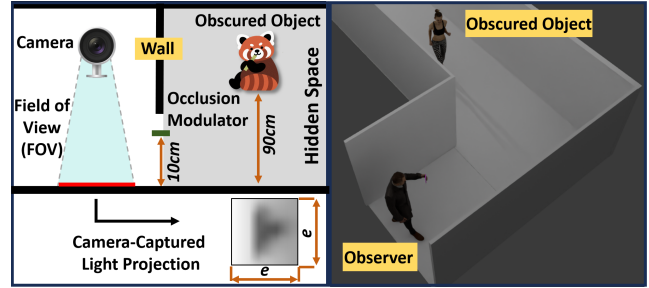 Camera
Wall
Obscured Object
Field of
View
(FOV)
Occlusion
Modulator
10cm
90cm
Hidden Space
Camera-Captured
Light Projection
e
e
Obscured Object
Observer